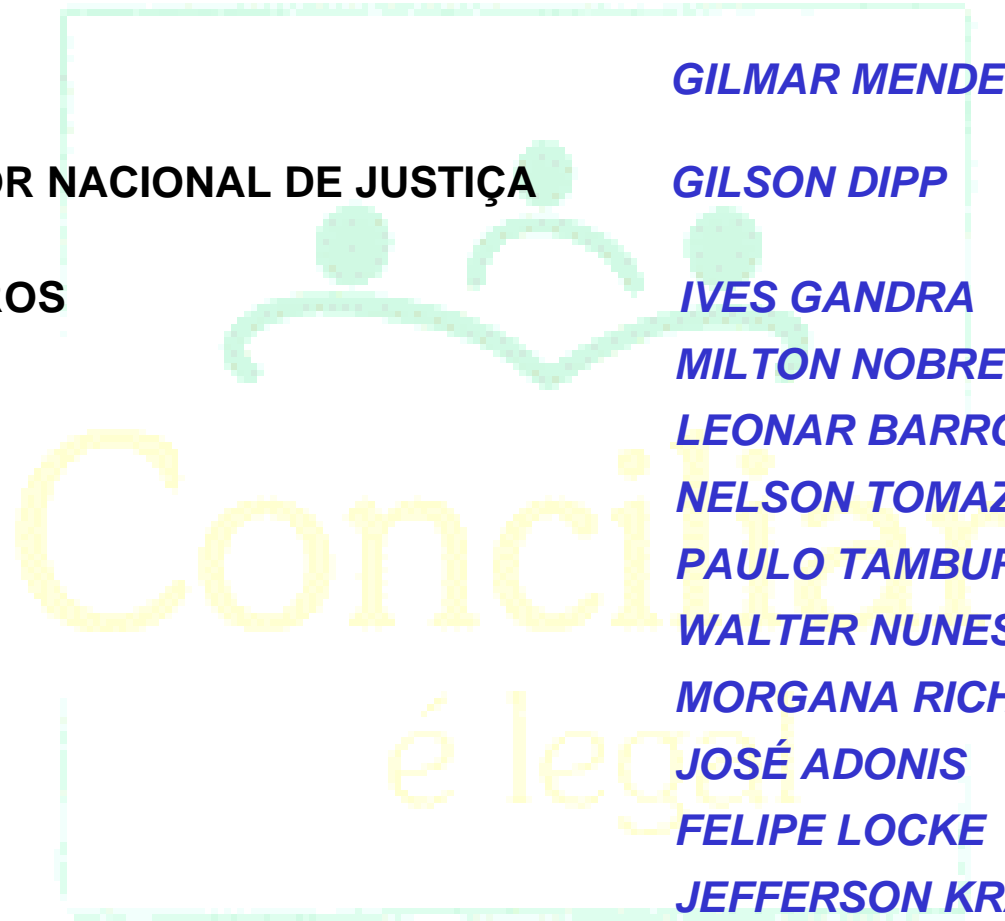 GILMAR MENDE
OR NACIONAL DE JUSTIÇA GILSON DIPP
ROS IVES GANDRA
MILTON NOBRE
LEONAR BARRO
NELSON TOMAZ
PAULO TAMBUR
WALTER NUNES
MORGANA RICH
JOSÉ ADONIS
FELIPE LOCKE
JEFFERSON KR
Conciliar
é legal